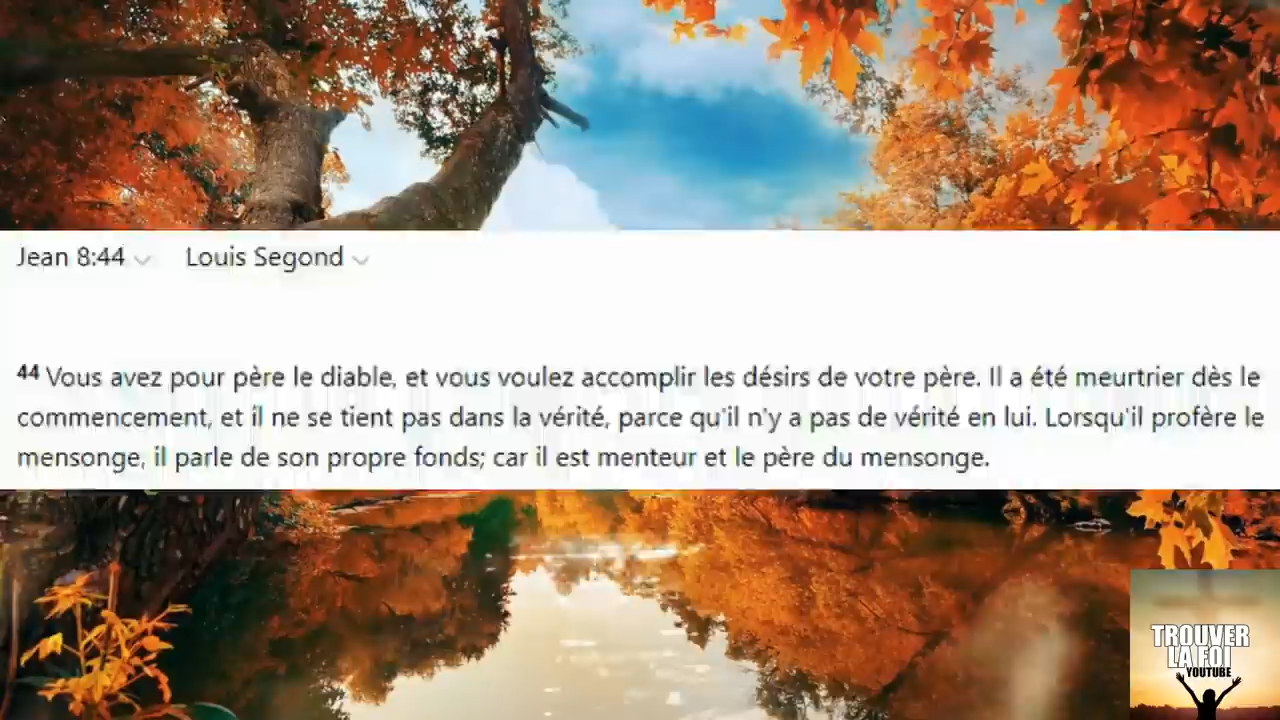 Jean 8:44 Louis Segond
44 Vous avez pour père le diable, et vous voulez accomplir les désirs de votre père. Il a été meurtrier dès le
commencement, et il ne se tient pas dans la vérité, parce qu'il n'y a pas de vérité en lui. Lorsqu'il profère le
mensonge, il parle de son propre fonds; car il est menteur et le père du mensonge.
TROUVER
LA FOI
YOUTUBE